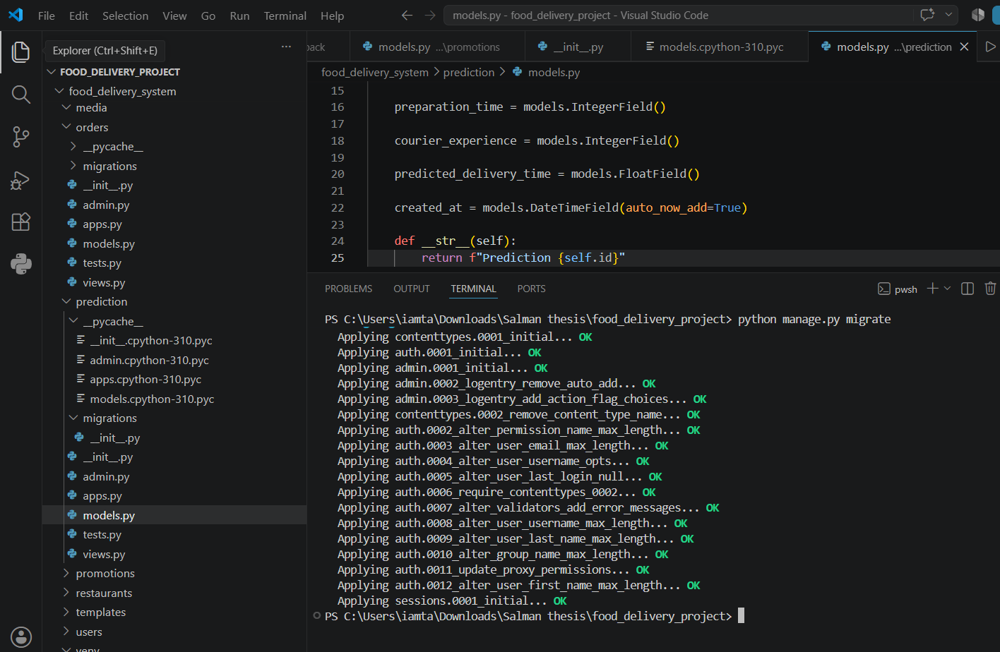 File Edit Selection View Go Run Terminal Help
models.py - food_delivery_project - Visual Studio Code
Explorer (Ctrl+Shift+E)
FOOD_DELIVERY_PROJECT
food_delivery_system
media
orders
__pycache__
migrations
__init__.py
admin.py
apps.py
models.py
tests.py
views.py
prediction
__pycache__
__init__.cpython-310.pyc
admin.cpython-310.pyc
apps.cpython-310.pyc
models.cpython-310.pyc
migrations
__init__.py
__init__.py
admin.py
apps.py
models.py
tests.py
views.py
promotions
restaurants
templates
users
venv
back models.py ...\promotions __init__.py models.cpython-310.pyc models.py ...\prediction
food_delivery_system > prediction > models.py
15
16 preparation_time = models.IntegerField()
17
18 courier_experience = models.IntegerField()
19
20 predicted_delivery_time = models.FloatField()
21
22 created_at = models.DateTimeField(auto_now_add=True)
23
24 def __str__(self):
25 return f"Prediction {self.id}"
PROBLEMS OUTPUT TERMINAL PORTS
pwsh
PS C:\Users\iamta\Downloads\Salman thesis\food_delivery_project> python manage.py migrate
Applying contenttypes.0001_initial... OK
Applying auth.0001_initial... OK
Applying admin.0001_initial... OK
Applying admin.0002_logentry_remove_auto_add... OK
Applying admin.0003_logentry_add_action_flag_choices... OK
Applying contenttypes.0002_remove_content_type_name... OK
Applying auth.0002_alter_permission_name_max_length... OK
Applying auth.0003_alter_user_email_max_length... OK
Applying auth.0004_alter_user_username_opts... OK
Applying auth.0005_alter_user_last_login_null... OK
Applying auth.0006_require_contenttypes_0002... OK
Applying auth.0007_alter_validators_add_error_messages... OK
Applying auth.0008_alter_user_username_max_length... OK
Applying auth.0009_alter_user_last_name_max_length... OK
Applying auth.0010_alter_group_name_max_length... OK
Applying auth.0011_update_proxy_permissions... OK
Applying auth.0012_alter_user_first_name_max_length... OK
Applying sessions.0001_initial... OK
PS C:\Users\iamta\Downloads\Salman thesis\food_delivery_project>